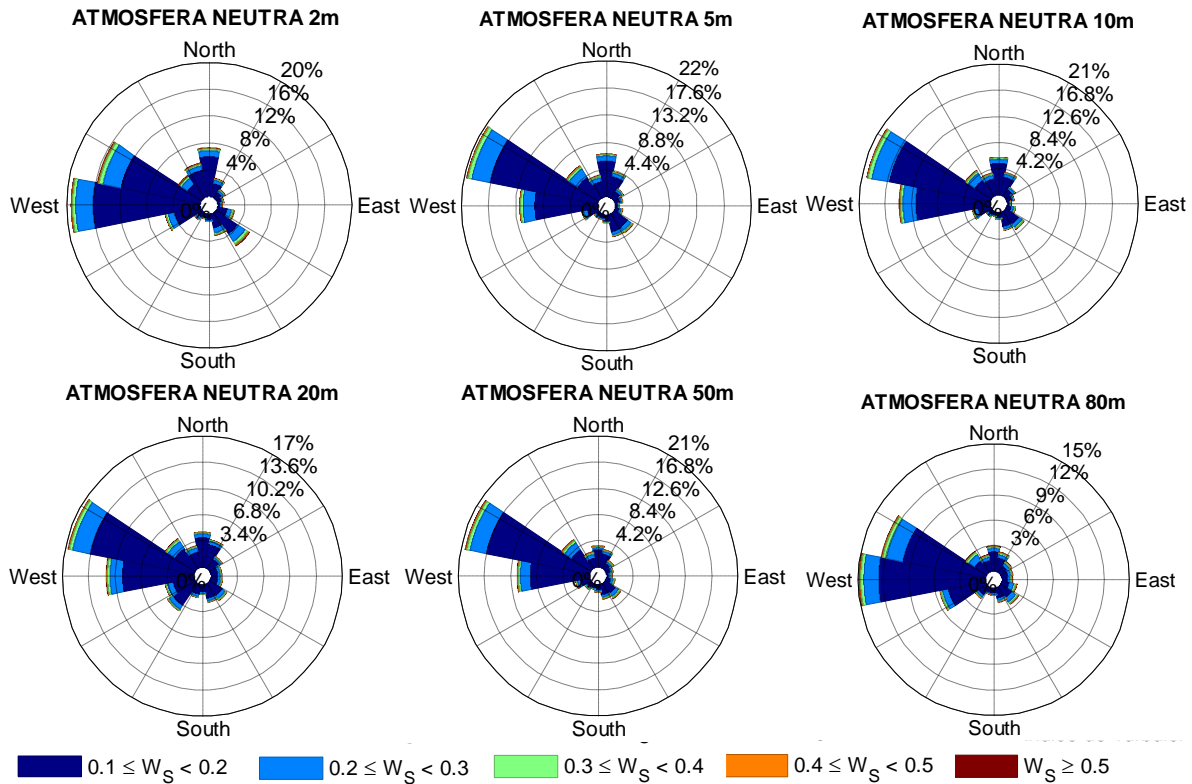 ATMOSFERA NEUTRA 2m
North
20%
16%
12%
8%
4%
0%
West
East
South
ATMOSFERA NEUTRA 5m
North
22%
17.6%
13.2%
8.8%
4.4%
0%
West
East
South
ATMOSFERA NEUTRA 10m
North
21%
16.8%
12.6%
8.4%
4.2%
0%
West
East
South
ATMOSFERA NEUTRA 20m
North
17%
13.6%
10.2%
6.8%
3.4%
0%
West
East
South
ATMOSFERA NEUTRA 50m
North
21%
16.8%
12.6%
8.4%
4.2%
0%
West
East
South
ATMOSFERA NEUTRA 80m
North
15%
12%
9%
6%
3%
0%
West
East
South
0.1 ≤ W_S < 0.2
0.2 ≤ W_S < 0.3
0.3 ≤ W_S < 0.4
0.4 ≤ W_S < 0.5
W_S ≥ 0.5